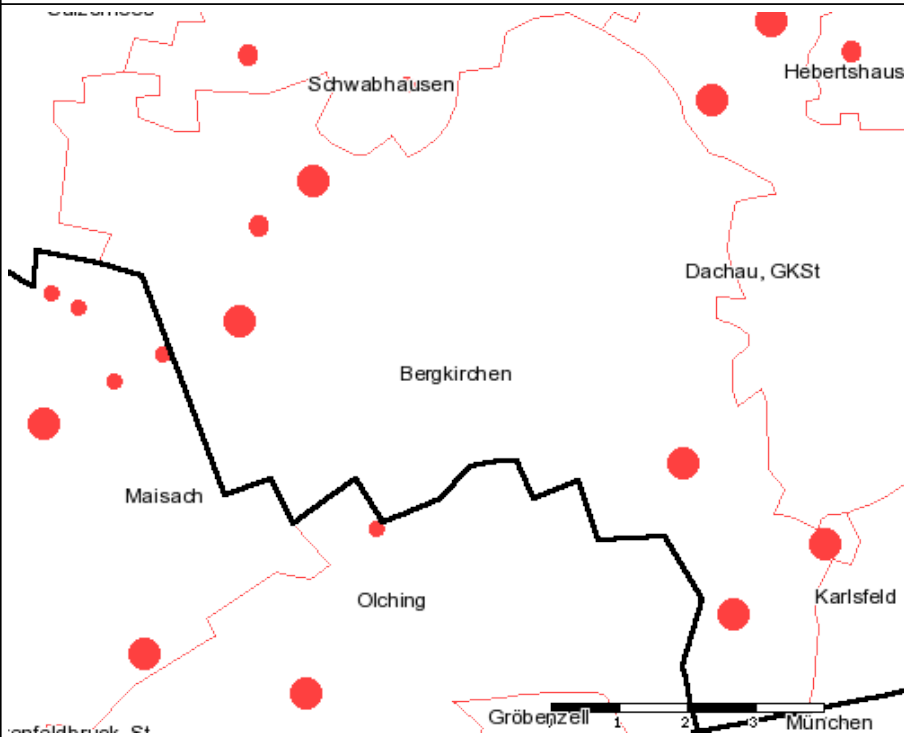 Schwabhausen
Hebertshaus
Dachau, GKSt
Bergkirchen
Maisach
Olching
Karlsfeld
Gröbenzell
1 2 3
München